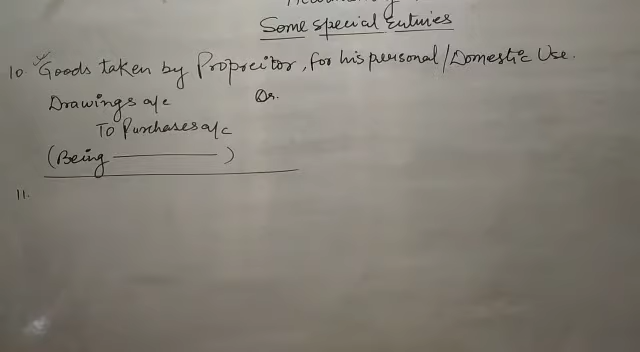 Some special Entries
10. Goods taken by Propreitor, for his personal/Domestic Use.
Drawings a/c Dr.
To Purchases a/c
(Being ———)
11.